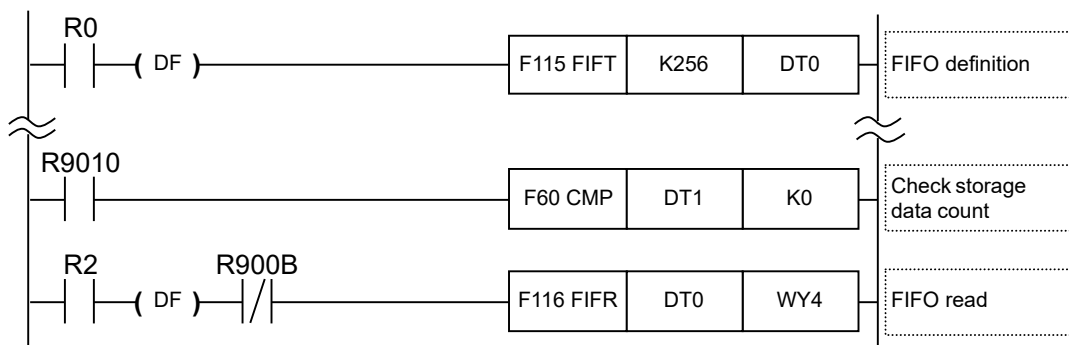 R0
( DF )
F115 FIFT K256 DT0
FIFO definition
R9010
F60 CMP DT1 K0
Check storage
data count
R2 R900B
( DF )
F116 FIFR DT0 WY4
FIFO read